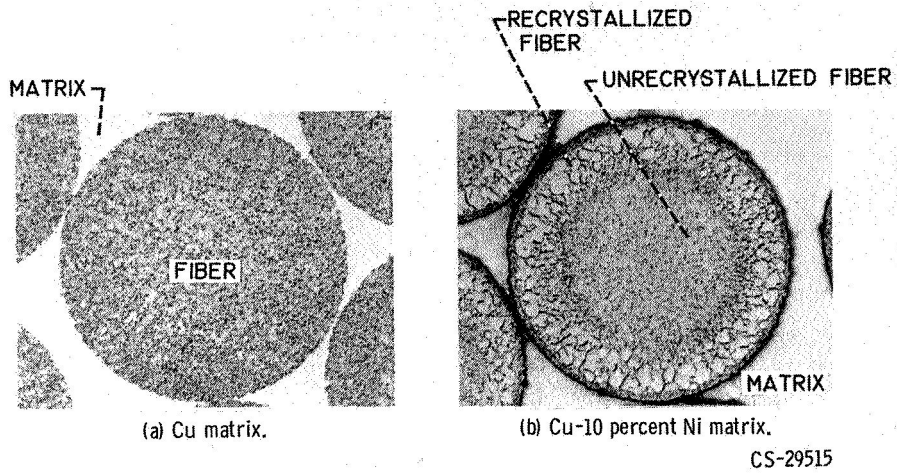 MATRIX
FIBER
(a) Cu matrix.
RECRYSTALLIZED
FIBER
UNRECRYSTALLIZED FIBER
MATRIX
(b) Cu-10 percent Ni matrix.
CS-29515